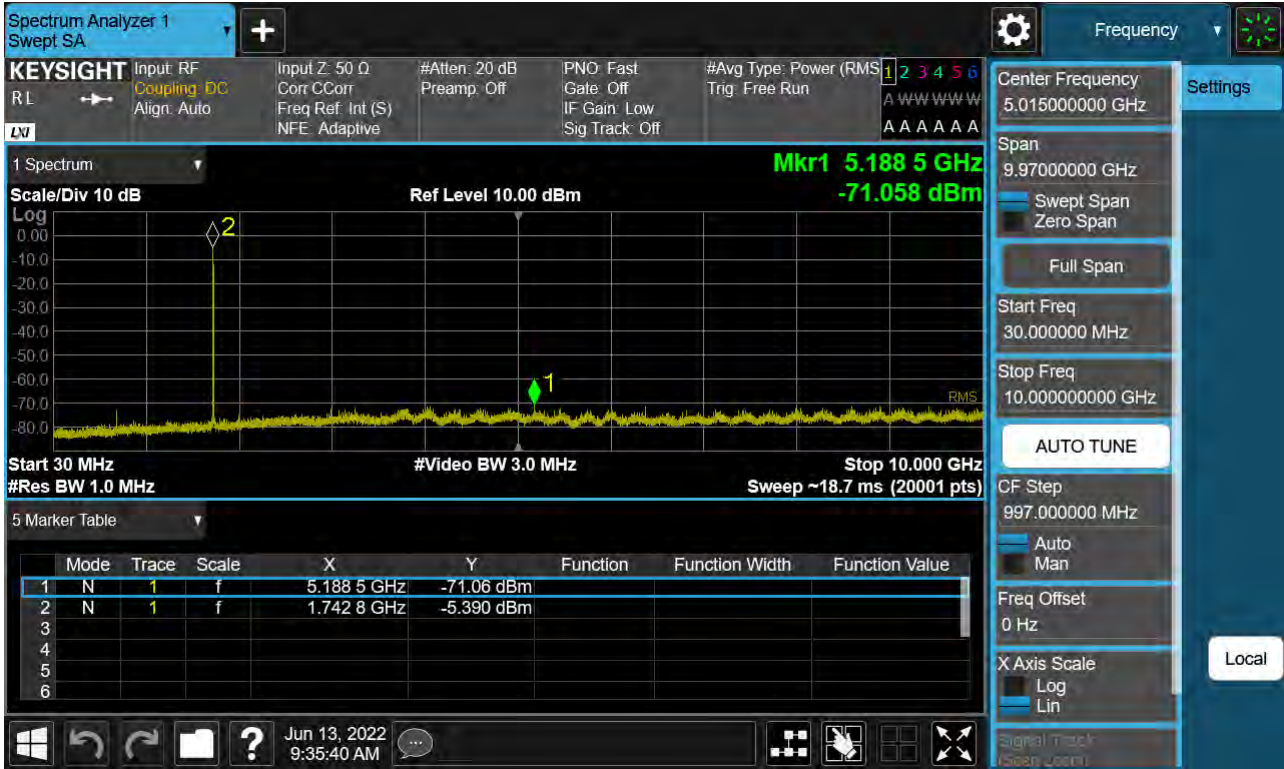 Spectrum Analyzer 1
Swept SA
Frequency
KEYSIGHT
RL
LXI
Input: RF
Coupling: DC
Align: Auto
Input Z: 50 Ω
Corr CCorr
Freq Ref: Int (S)
NFE: Adaptive
#Atten: 20 dB
Preamp: Off
PNO: Fast
Gate: Off
IF Gain: Low
Sig Track: Off
#Avg Type: Power (RMS
Trig: Free Run
1 2 3 4 5 6
A W W W W W
A A A A A A
Center Frequency
5.015000000 GHz
Settings
1 Spectrum
Mkr1 5.188 5 GHz
-71.058 dBm
Scale/Div 10 dB
Ref Level 10.00 dBm
Log
0.00
-10.0
-20.0
-30.0
-40.0
-50.0
-60.0
-70.0
-80.0
2
1
RMS
Start 30 MHz
#Video BW 3.0 MHz
Stop 10.000 GHz
#Res BW 1.0 MHz
Sweep ~18.7 ms (20001 pts)
Span
9.97000000 GHz
Swept Span
Zero Span
Full Span
Start Freq
30.000000 MHz
Stop Freq
10.000000000 GHz
AUTO TUNE
CF Step
997.000000 MHz
Auto
Man
Freq Offset
0 Hz
X Axis Scale
Log
Lin
Signal Track
(Span Zoom)
Local
5 Marker Table
Mode Trace Scale X Y Function Function Width Function Value
1 N 1 f 5.188 5 GHz -71.06 dBm
2 N 1 f 1.742 8 GHz -5.390 dBm
3
4
5
6
?
Jun 13, 2022
9:35:40 AM